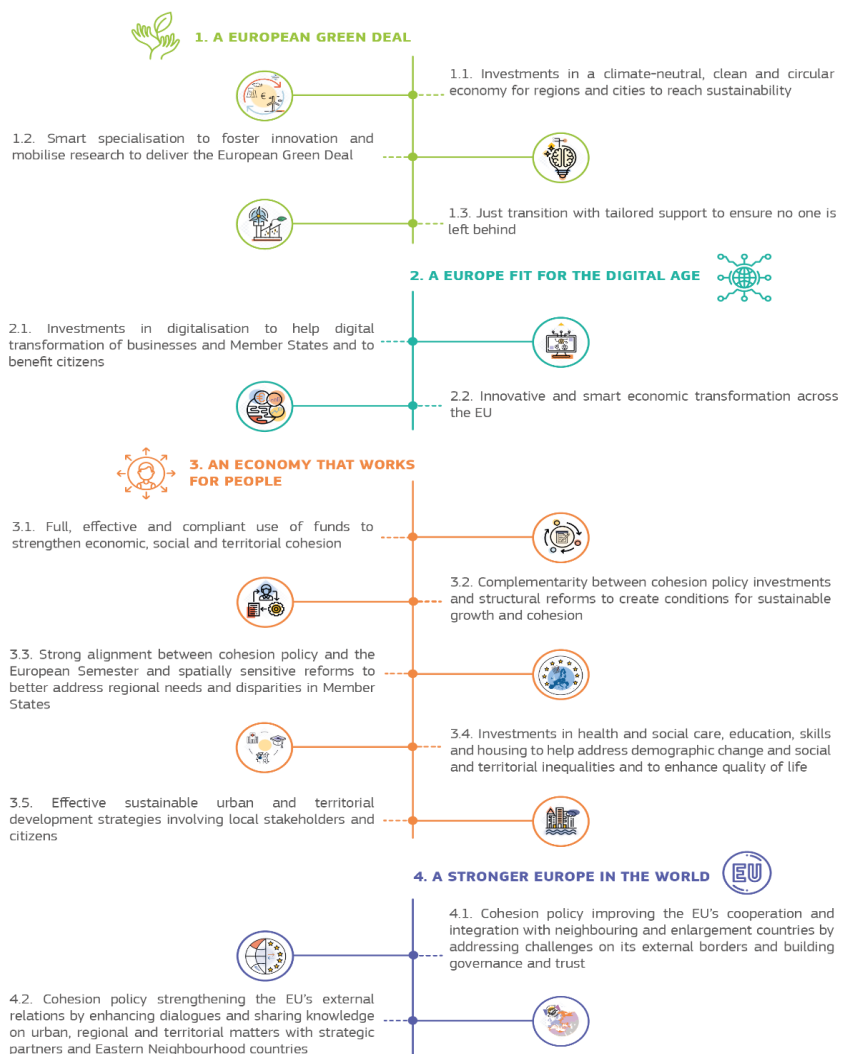 1. A EUROPEAN GREEN DEAL
1.1. Investments in a climate-neutral, clean and circular
economy for regions and cities to reach sustainability
1.2. Smart specialisation to foster innovation and
mobilise research to deliver the European Green Deal
1.3. Just transition with tailored support to ensure no one is
left behind
2. A EUROPE FIT FOR THE DIGITAL AGE
2.1. Investments in digitalisation to help digital
transformation of businesses and Member States and to
benefit citizens
2.2. Innovative and smart economic transformation across
the EU
3. AN ECONOMY THAT WORKS
FOR PEOPLE
3.1. Full, effective and compliant use of funds to
strengthen economic, social and territorial cohesion
3.2. Complementarity between cohesion policy investments
and structural reforms to create conditions for sustainable
growth and cohesion
3.3. Strong alignment between cohesion policy and the
European Semester and spatially sensitive reforms to
better address regional needs and disparities in Member
States
3.4. Investments in health and social care, education, skills
and housing to help address demographic change and social
and territorial inequalities and to enhance quality of life
3.5. Effective sustainable urban and territorial
development strategies involving local stakeholders and
citizens
4. A STRONGER EUROPE IN THE WORLD
EU
4.1. Cohesion policy improving the EU's cooperation and
integration with neighbouring and enlargement countries by
addressing challenges on its external borders and building
governance and trust
4.2. Cohesion policy strengthening the EU's external
relations by enhancing dialogues and sharing knowledge
on urban, regional and territorial matters with strategic
partners and Eastern Neighbourhood countries